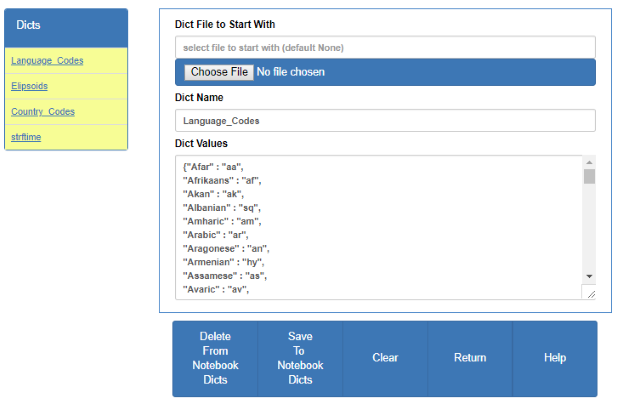 Dicts
Language_Codes
Elipsoids
Country_Codes
strftime
Dict File to Start With
select file to start with (default None)
Choose File No file chosen
Dict Name
Language_Codes
Dict Values
{"Afar" : "aa",
"Afrikaans" : "af",
"Akan" : "ak",
"Albanian" : "sq",
"Amharic" : "am",
"Arabic" : "ar",
"Aragonese" : "an",
"Armenian" : "hy",
"Assamese" : "as",
"Avaric" : "av",
Delete
From
Notebook
Dicts
Save
To
Notebook
Dicts
Clear
Return
Help